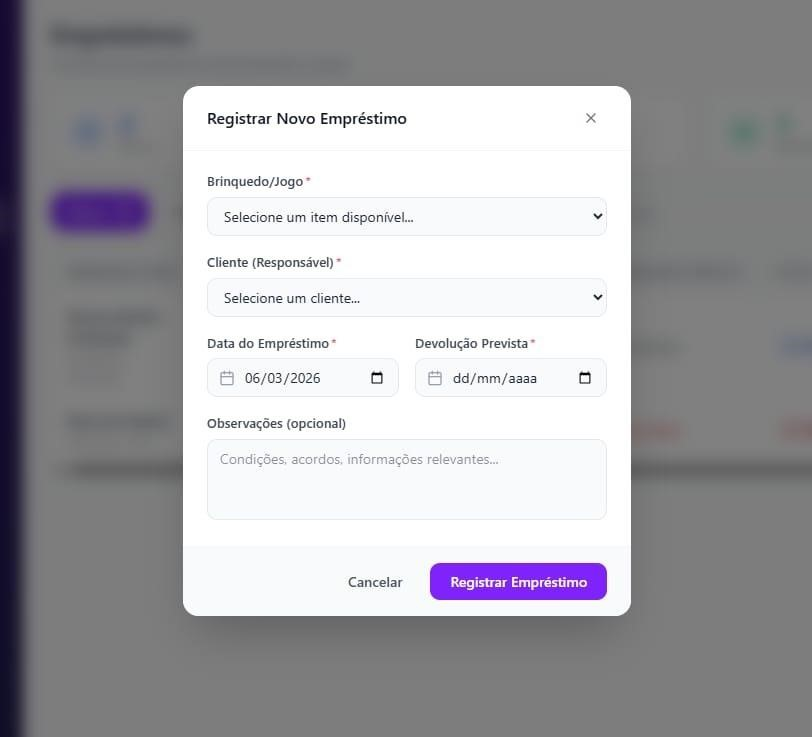 Registrar Novo Empréstimo
Brinquedo/Jogo *
Selecione um item disponível...
Cliente (Responsável) *
Selecione um cliente...
Data do Empréstimo *
Devolução Prevista *
06/03/2026
dd/mm/aaaa
Observações (opcional)
Condições, acordos, informações relevantes...
Cancelar
Registrar Empréstimo